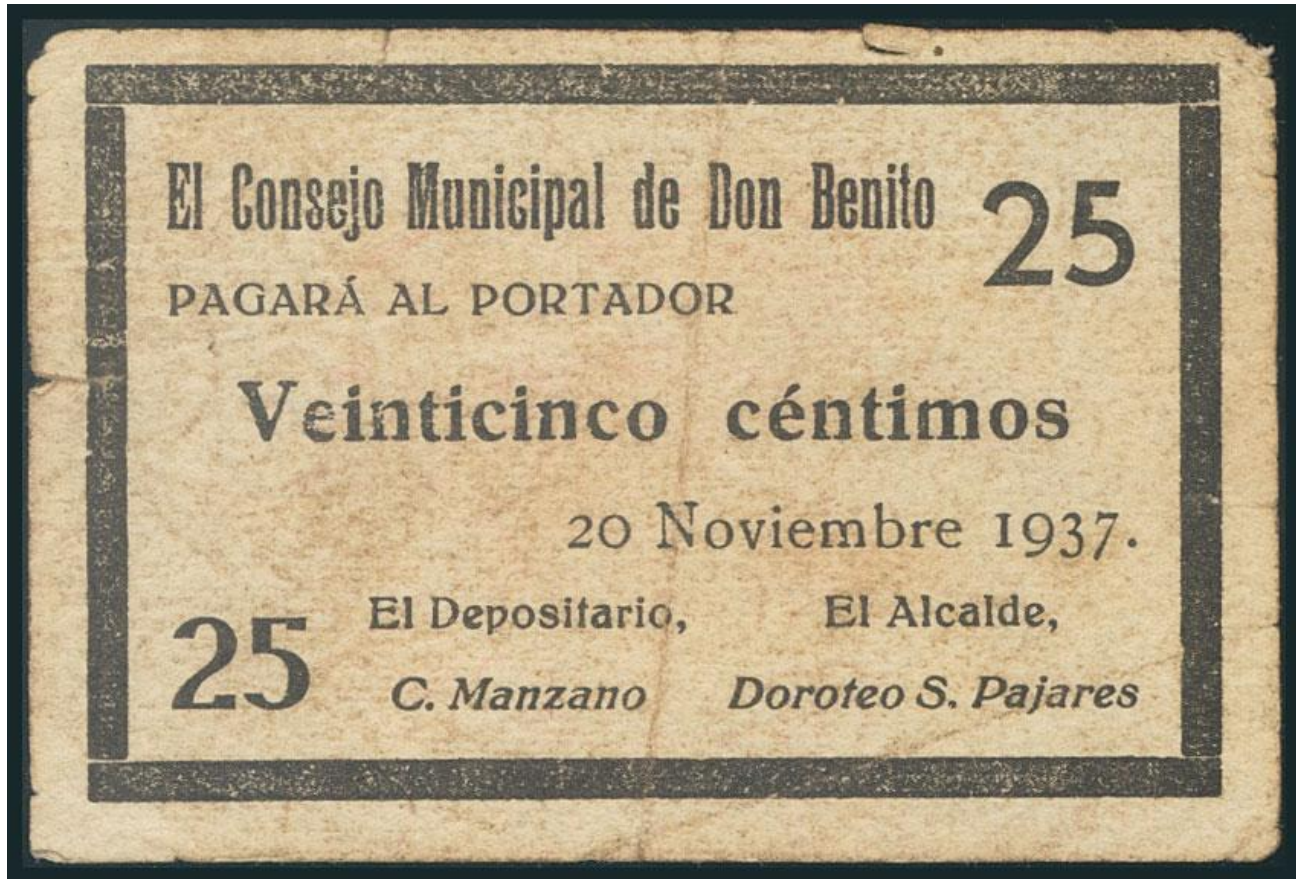 El Consejo Municipal de Don Benito 25
PAGARÁ AL PORTADOR
Veinticinco céntimos
20 Noviembre 1937.
El Depositario, El Alcalde,
25 C. Manzano Doroteo S. Pajares